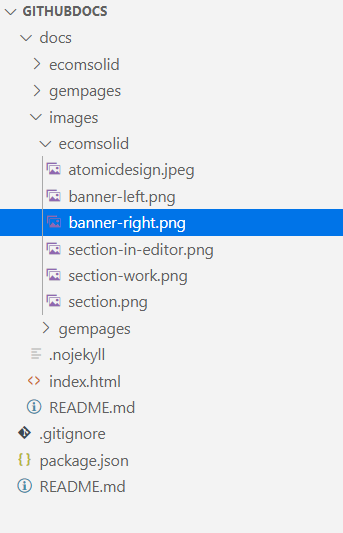 GITHUBDOCS
docs
ecomsolid
gempages
images
ecomsolid
atomicdesign.jpeg
banner-left.png
banner-right.png
section-in-editor.png
section-work.png
section.png
gempages
.nojekyll
index.html
README.md
.gitignore
package.json
README.md